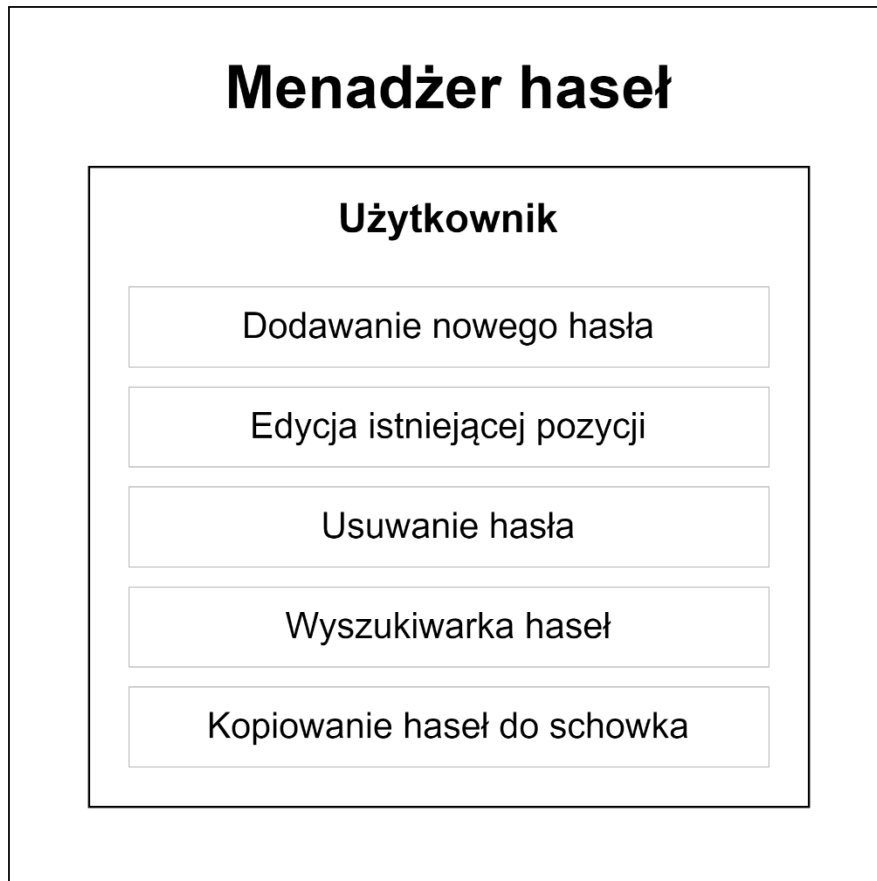 Menadżer haseł
Użytkownik
Dodawanie nowego hasła
Edycja istniejącej pozycji
Usuwanie hasła
Wyszukiwarka haseł
Kopiowanie haseł do schowka